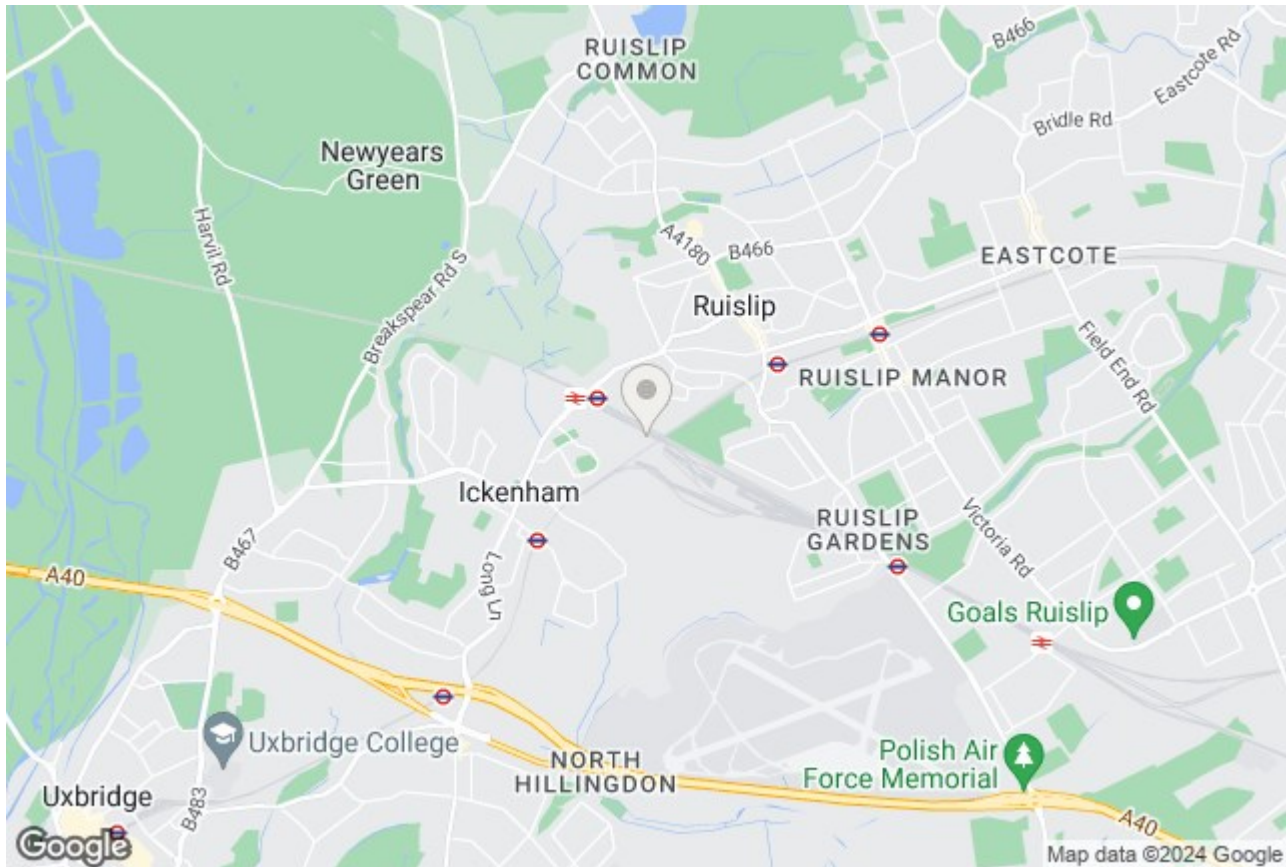 B466
RUISLIP
COMMON
Eastcote Rd
Bridle Rd
Newyears
Green
Harvil Rd
A4180
B466
EASTCOTE
Breakspear Rd S
Ruislip
Field End Rd
RUISLIP MANOR
Ickenham
RUISLIP
GARDENS
Victoria Rd
B467
A40
Long Ln
Goals Ruislip
Uxbridge College
NORTH
HILLINGDON
Polish Air
Force Memorial
Uxbridge
B483
A40
Google
Map data ©2024 Google